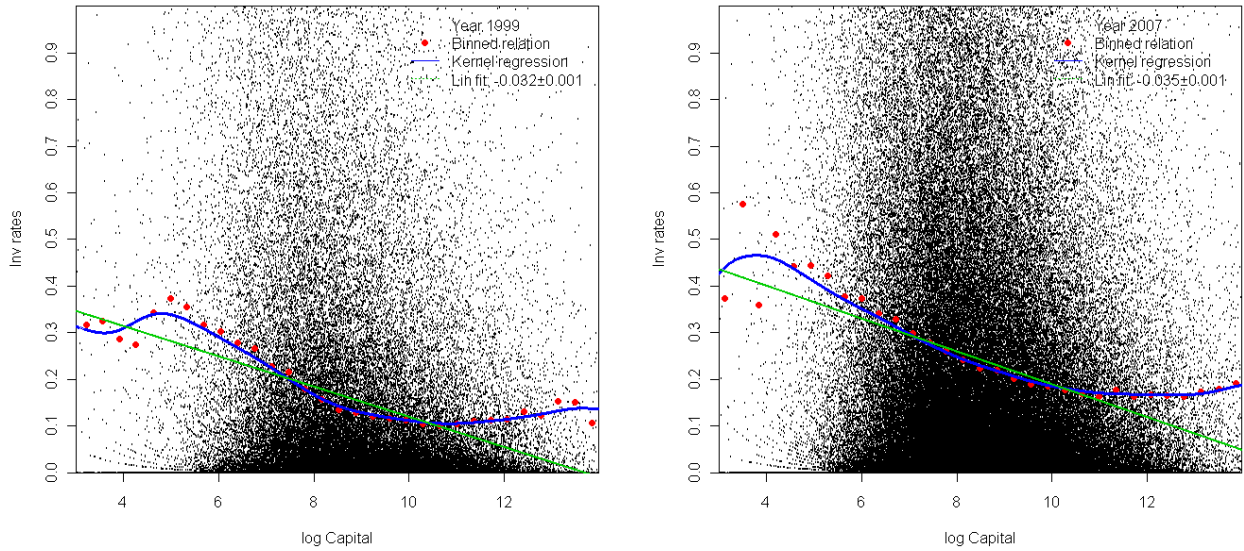 Year 1999
Binned relation
Kernel regression
Lin fit: -0.032±0.001
0.0 0.1 0.2 0.3 0.4 0.5 0.6 0.7 0.8 0.9
Inv rates
4 6 8 10 12
log Capital
Year 2007
Binned relation
Kernel regression
Lin fit: -0.035±0.001
0.0 0.1 0.2 0.3 0.4 0.5 0.6 0.7 0.8 0.9
Inv rates
4 6 8 10 12
log Capital